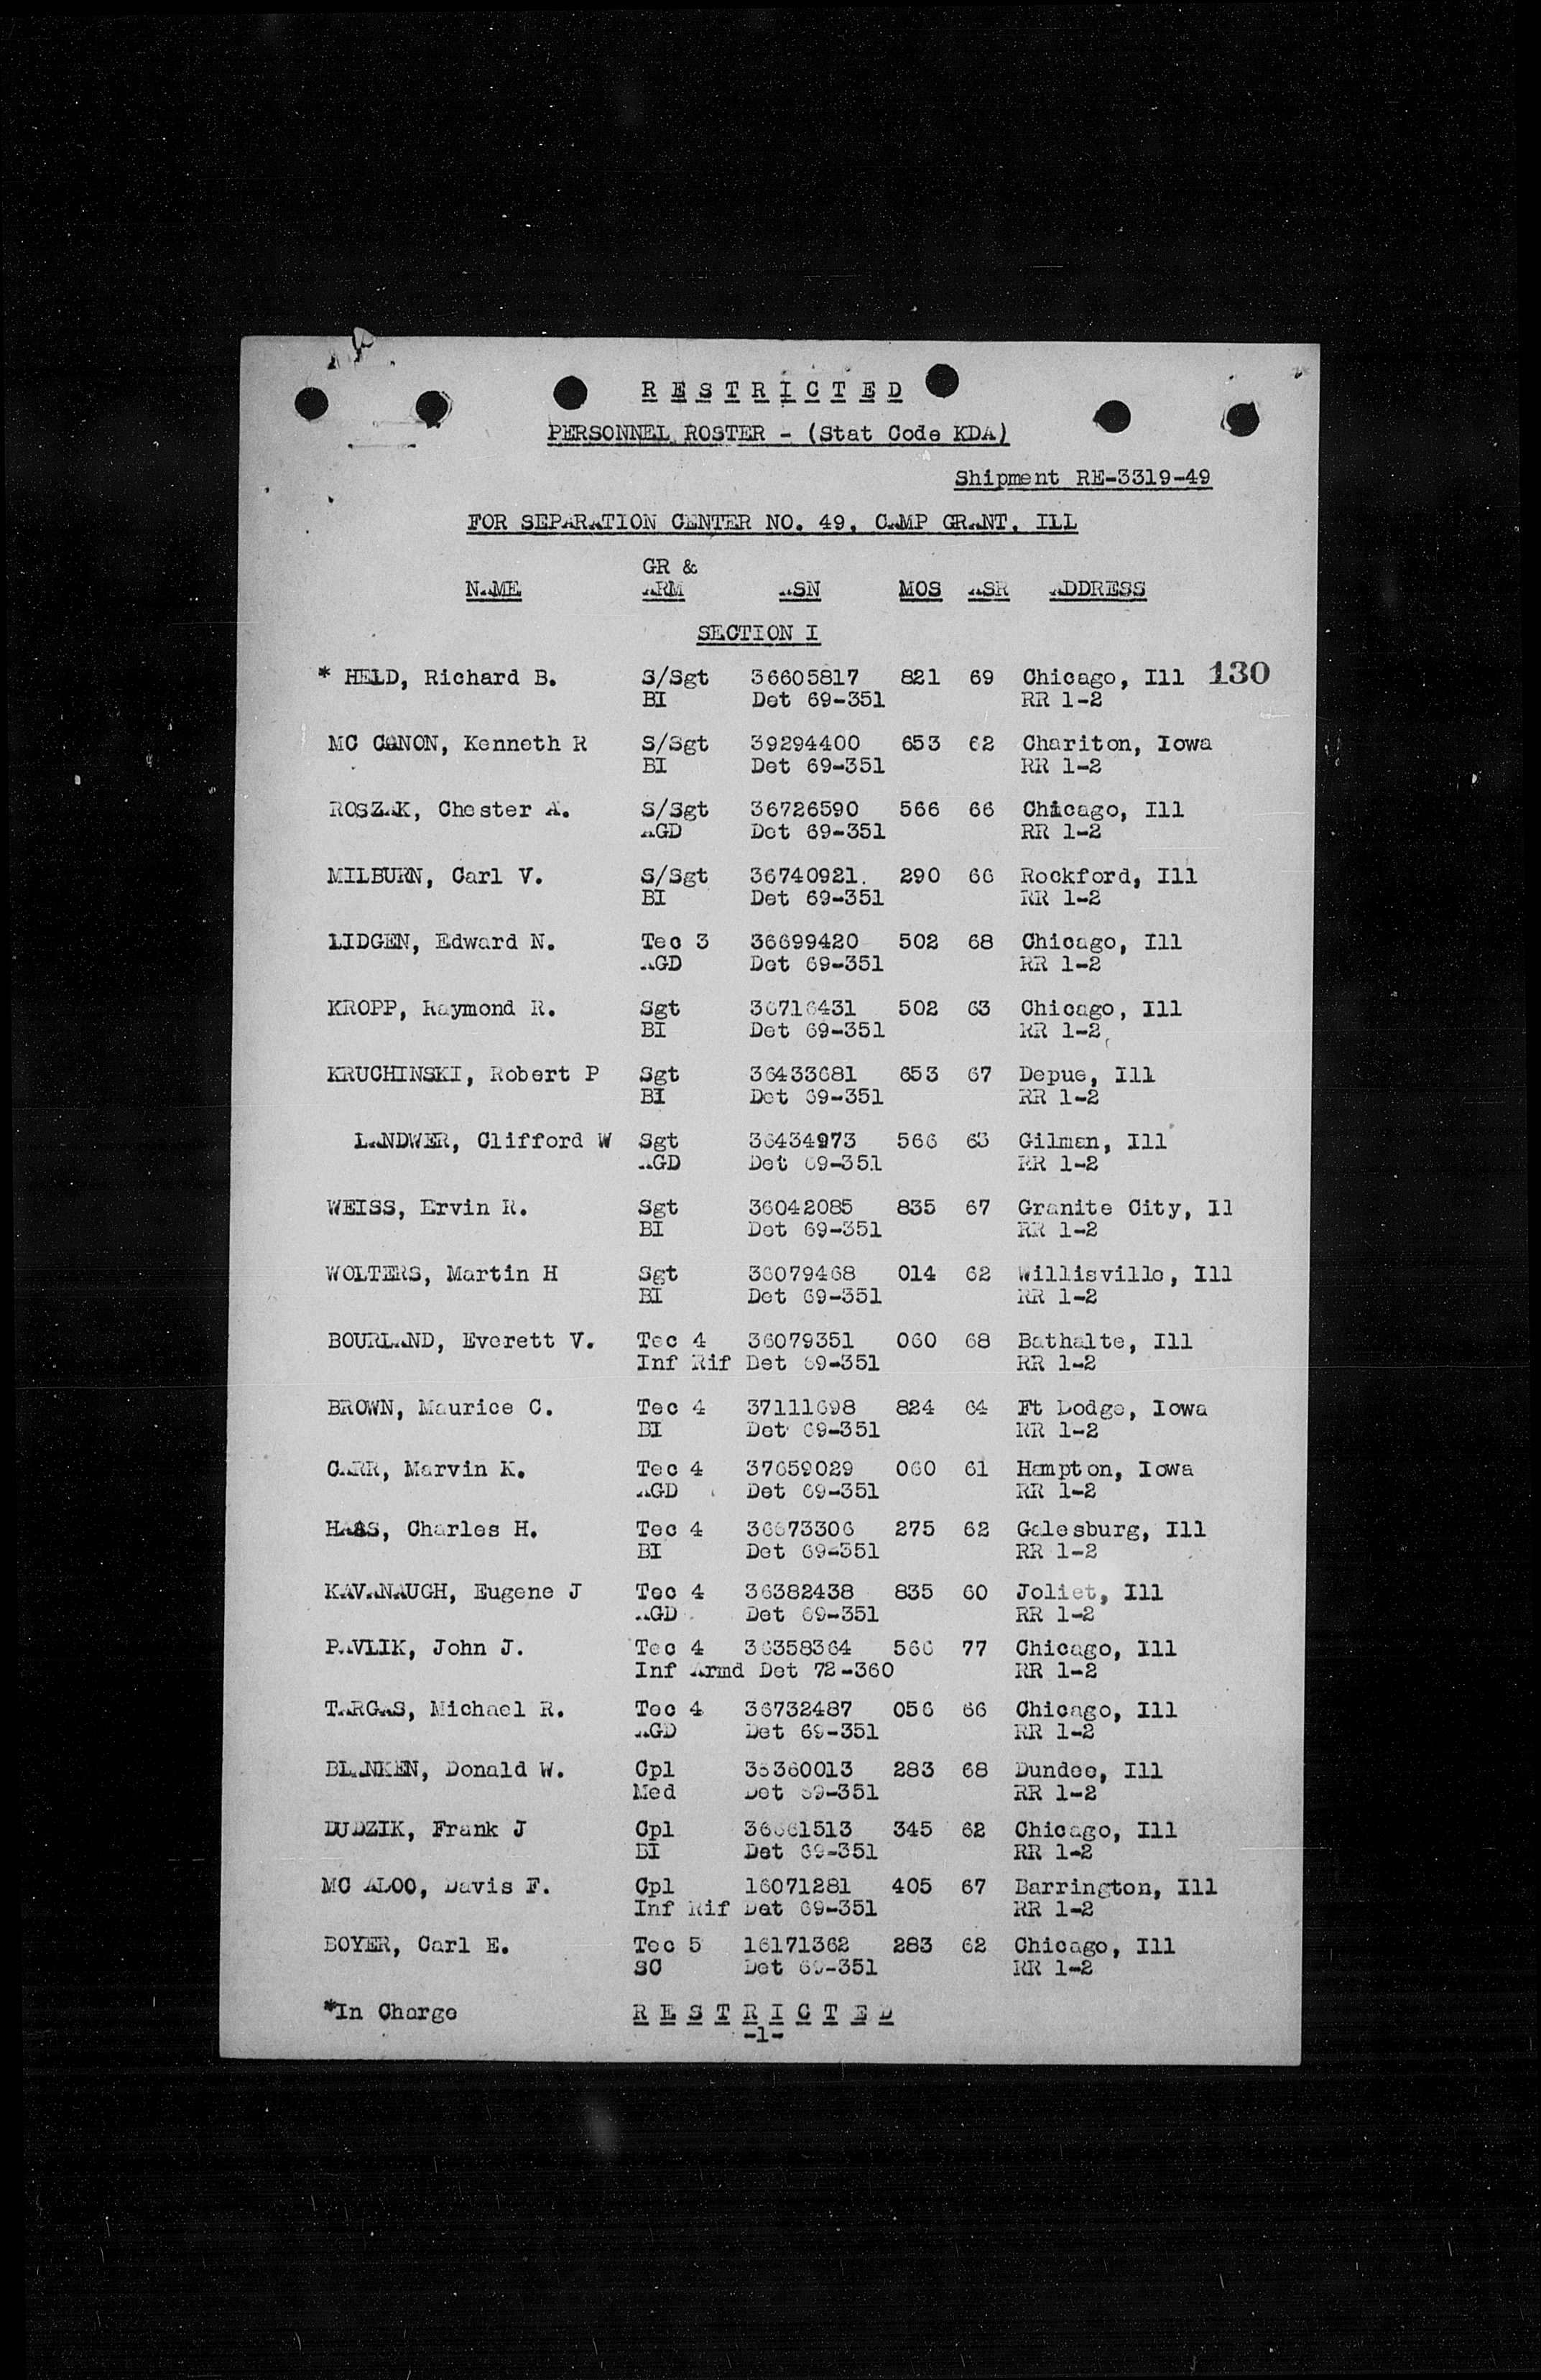 RESTRICTED
PERSONNEL ROSTER - (Stat Code KDA)
Shipment RE-3319-49
FOR SEPARATION CENTER NO. 49, CAMP GRANT, ILL
GR &
NAME ARM ASN MOS ASR ADDRESS
SECTION I
* HELD, Richard B. S/Sgt 36605817 821 69 Chicago, Ill 130
BI Det 69-351 RR 1-2
MC CANON, Kenneth R S/Sgt 39294400 653 62 Chariton, Iowa
BI Det 69-351 RR 1-2
ROSZAK, Chester A. S/Sgt 36726590 566 66 Chicago, Ill
AGD Det 69-351 RR 1-2
MILBURN, Carl V. S/Sgt 36740921. 290 66 Rockford, Ill
BI Det 69-351 RR 1-2
LIDGEN, Edward N. Tec 3 36699420 502 68 Chicago, Ill
AGD Det 69-351 RR 1-2
KROPP, Raymond R. Sgt 36716431 502 63 Chicago, Ill
BI Det 69-351 RR 1-2
KRUCHINSKI, Robert P Sgt 36433681 653 67 Depue, Ill
BI Det 69-351 RR 1-2
LANDWER, Clifford W Sgt 36434973 566 63 Gilman, Ill
AGD Det 69-351 RR 1-2
WEISS, Ervin R. Sgt 36042085 835 67 Granite City, Il
BI Det 69-351 RR 1-2
WOLTERS, Martin H Sgt 36079468 014 62 Willisville, Ill
BI Det 69-351 RR 1-2
BOURLAND, Everett V. Tec 4 36079351 060 68 Bathalte, Ill
Inf Rif Det 69-351 RR 1-2
BROWN, Maurice C. Tec 4 37111698 824 64 Ft Dodge, Iowa
BI Det 69-351 RR 1-2
CARR, Marvin K. Tec 4 37659029 060 61 Hampton, Iowa
AGD Det 69-351 RR 1-2
HAAS, Charles H. Tec 4 275 62 Galesburg, Ill
BI Det 69-351 RR 1-2
KAVANAUGH, Eugene J Tec 4 36382438 835 60 Joliet, Ill
AGD Det 69-351 RR 1-2
PAVLIK, John J. Tec 4 36358364 566 77 Chicago, Ill
Inf Armd Det 72-360 RR 1-2
TARGAS, Michael R. Tec 4 36732487 056 66 Chicago, Ill
AGD Det 69-351 RR 1-2
BLANKEN, Donald W. Cpl 36360013 283 68 Dundee, Ill
Med Det 69-351 RR 1-2
DUDZIK, Frank J Cpl 345 62 Chicago, Ill
BI Det 69-351 RR 1-2
MC ALOO, Davis F. Cpl 16071281 405 67 Barrington, Ill
Inf Rif Det 69-351 RR 1-2
BOYER, Carl E. Tec 5 16171362 283 62 Chicago, Ill
SC Det 69-351 RR 1-2
*In Charge RESTRICTED
-1-